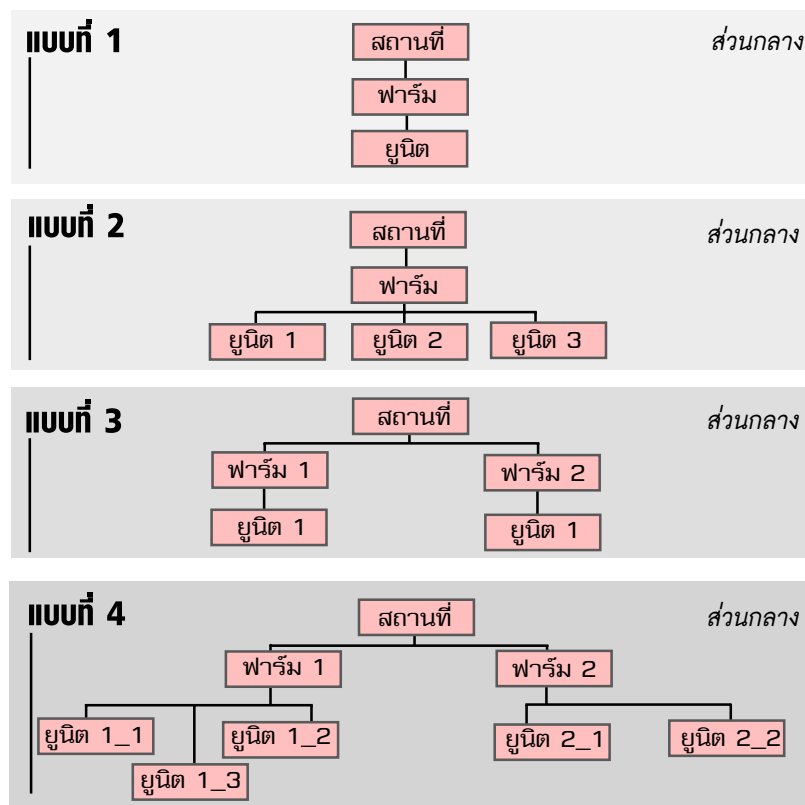 แบบที่ 1
สถานที่
ส่วนกลาง
ฟาร์ม
ยูนิต
แบบที่ 2
สถานที่
ส่วนกลาง
ฟาร์ม
ยูนิต 1
ยูนิต 2
ยูนิต 3
แบบที่ 3
สถานที่
ส่วนกลาง
ฟาร์ม 1
ฟาร์ม 2
ยูนิต 1
ยูนิต 1
แบบที่ 4
สถานที่
ส่วนกลาง
ฟาร์ม 1
ฟาร์ม 2
ยูนิต 1_1
ยูนิต 1_2
ยูนิต 2_1
ยูนิต 2_2
ยูนิต 1_3